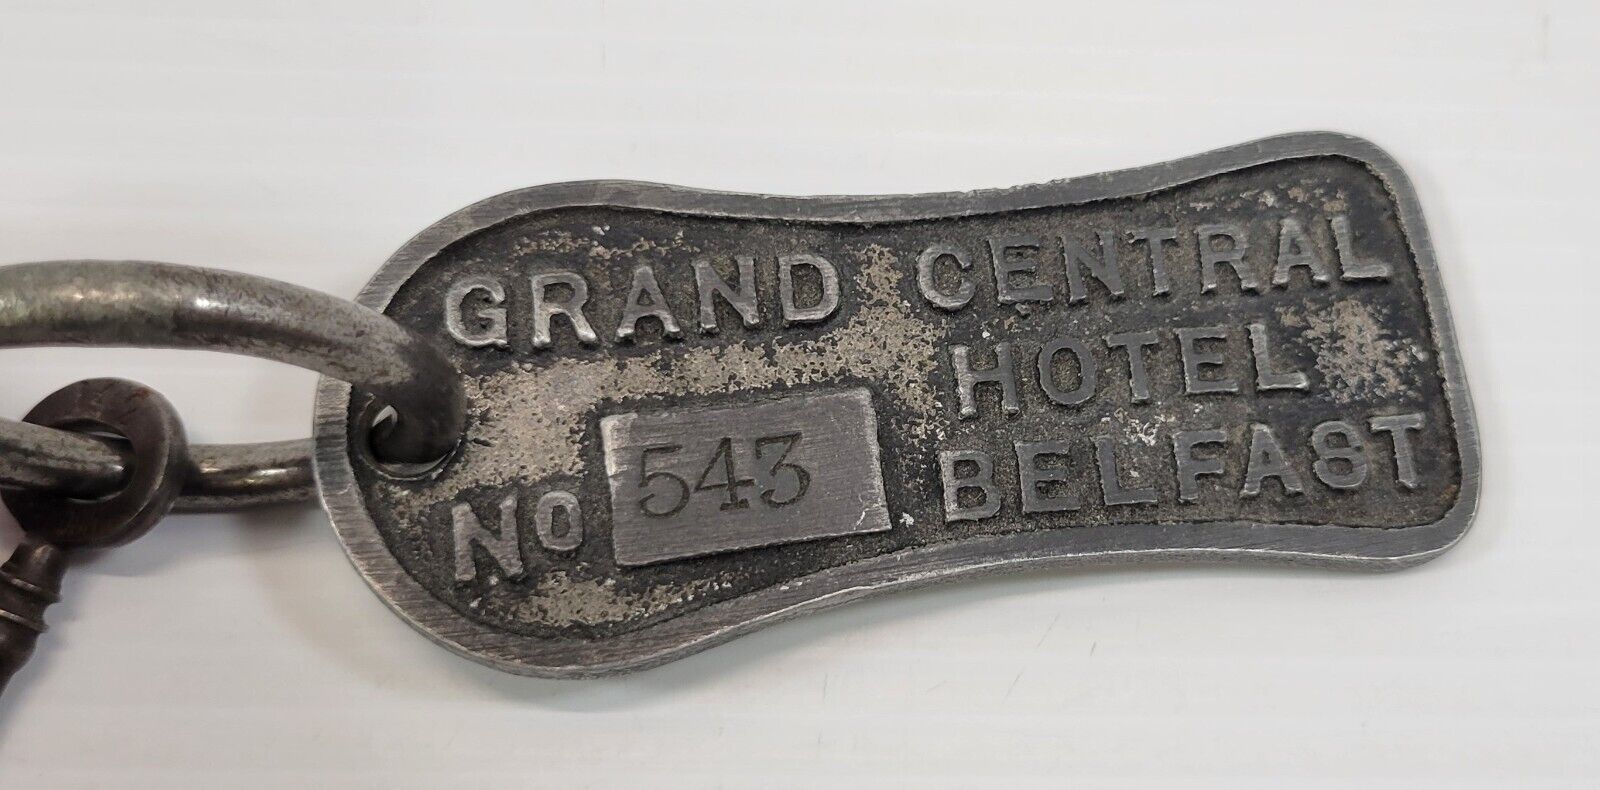 GRAND CENTRAL
HOTEL
BELFAST
No 543